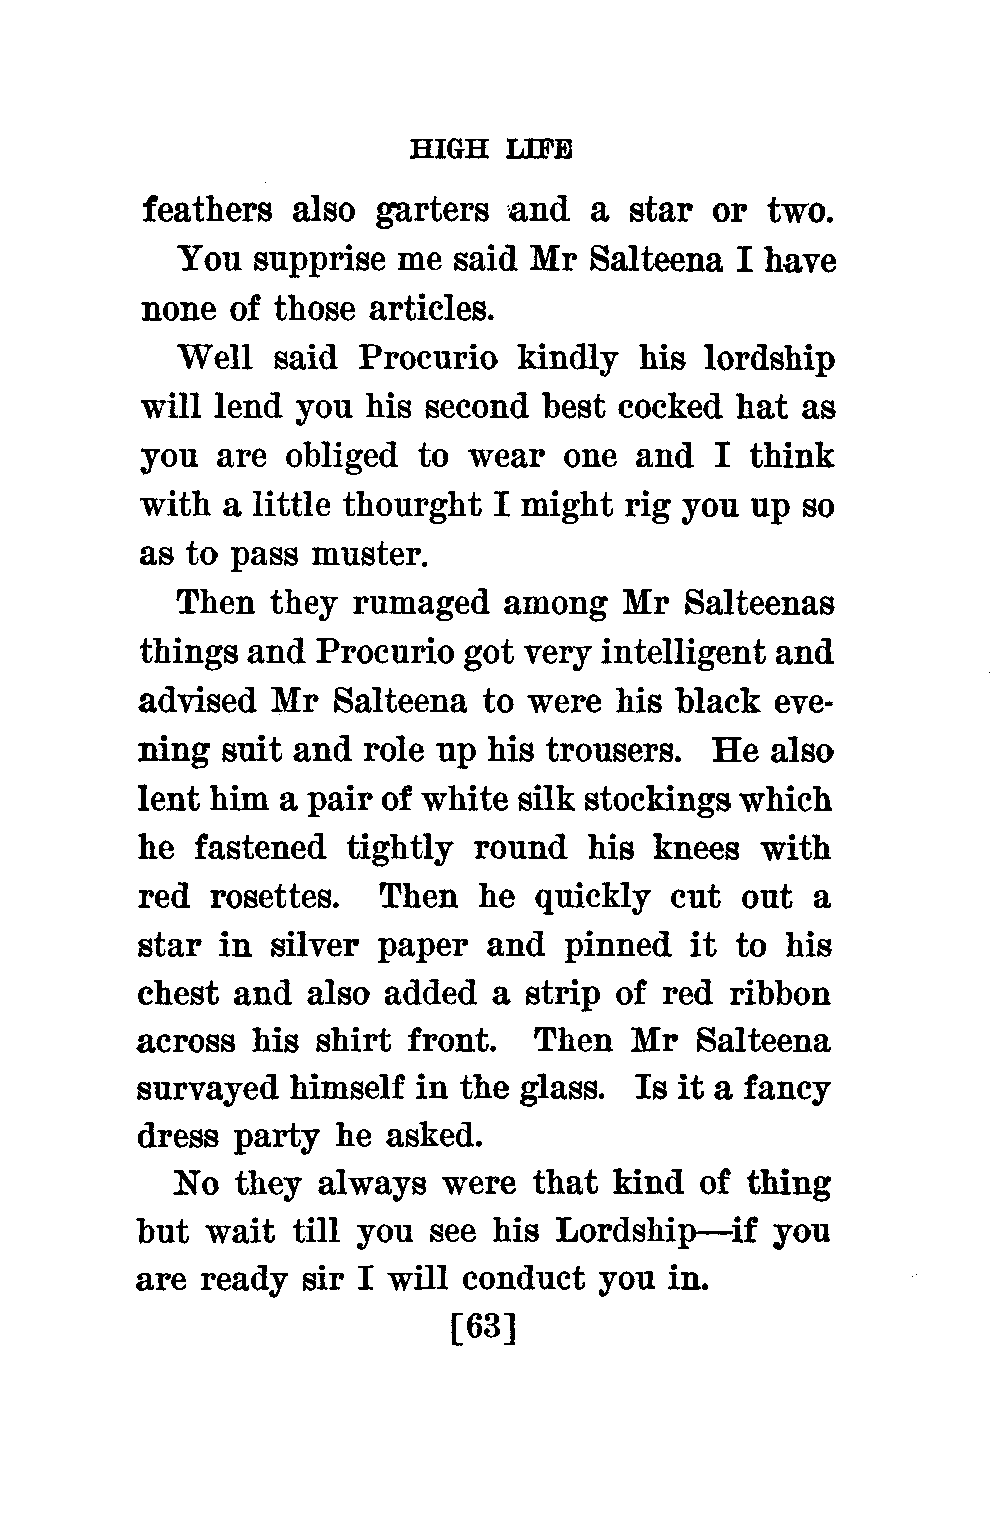 HIGH LIFE
feathers also garters and a star or two.
You supprise me said Mr Salteena I have
none of those articles.
Well said Procurio kindly his lordship
will lend you his second best cocked hat as
you are obliged to wear one and I think
with a little thourght I might rig you up so
as to pass muster.
Then they rumaged among Mr Salteenas
things and Procurio got very intelligent and
advised Mr Salteena to were his black eve-
ning suit and role up his trousers. He also
lent him a pair of white silk stockings which
he fastened tightly round his knees with
red rosettes. Then he quickly cut out a
star in silver paper and pinned it to his
chest and also added a strip of red ribbon
across his shirt front. Then Mr Salteena
survayed himself in the glass. Is it a fancy
dress party he asked.
No they always were that kind of thing
but wait till you see his Lordship—if you
are ready sir I will conduct you in.
[63]